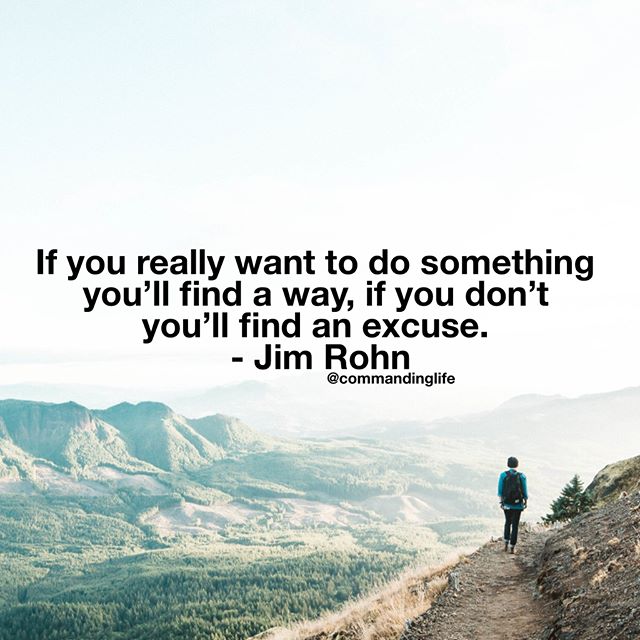 If you really want to do something
you’ll find a way, if you don’t
you’ll find an excuse.
- Jim Rohn
@commandinglife